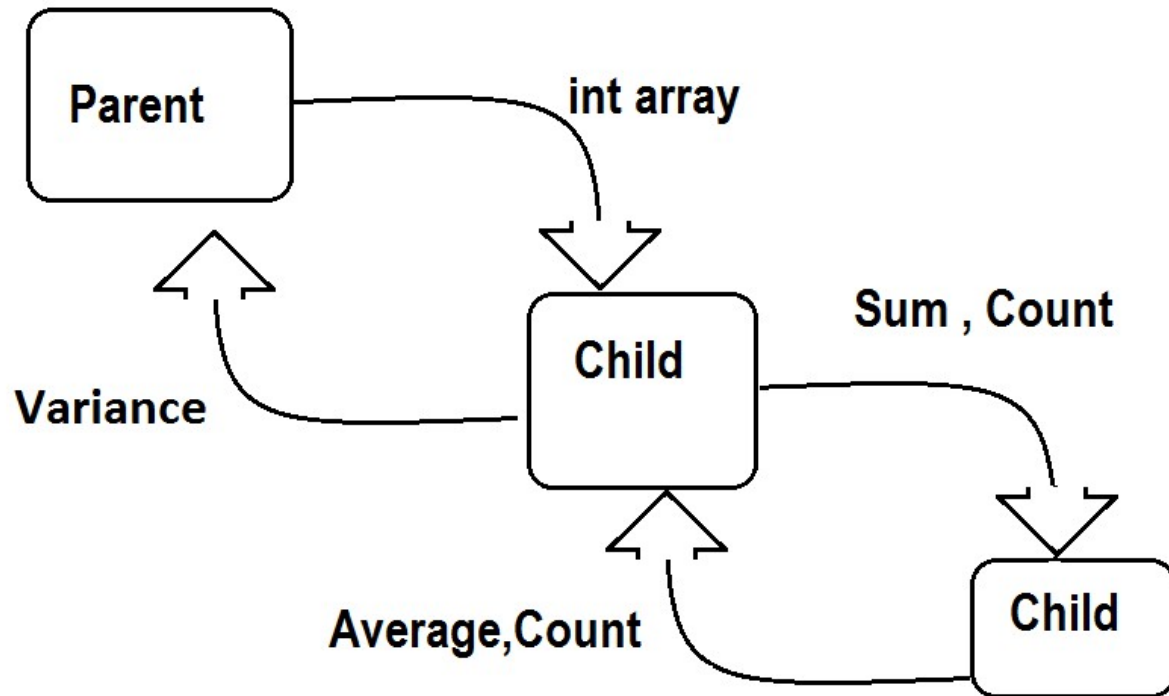 Parent
int array
Sum , Count
Child
Variance
Child
Average,Count